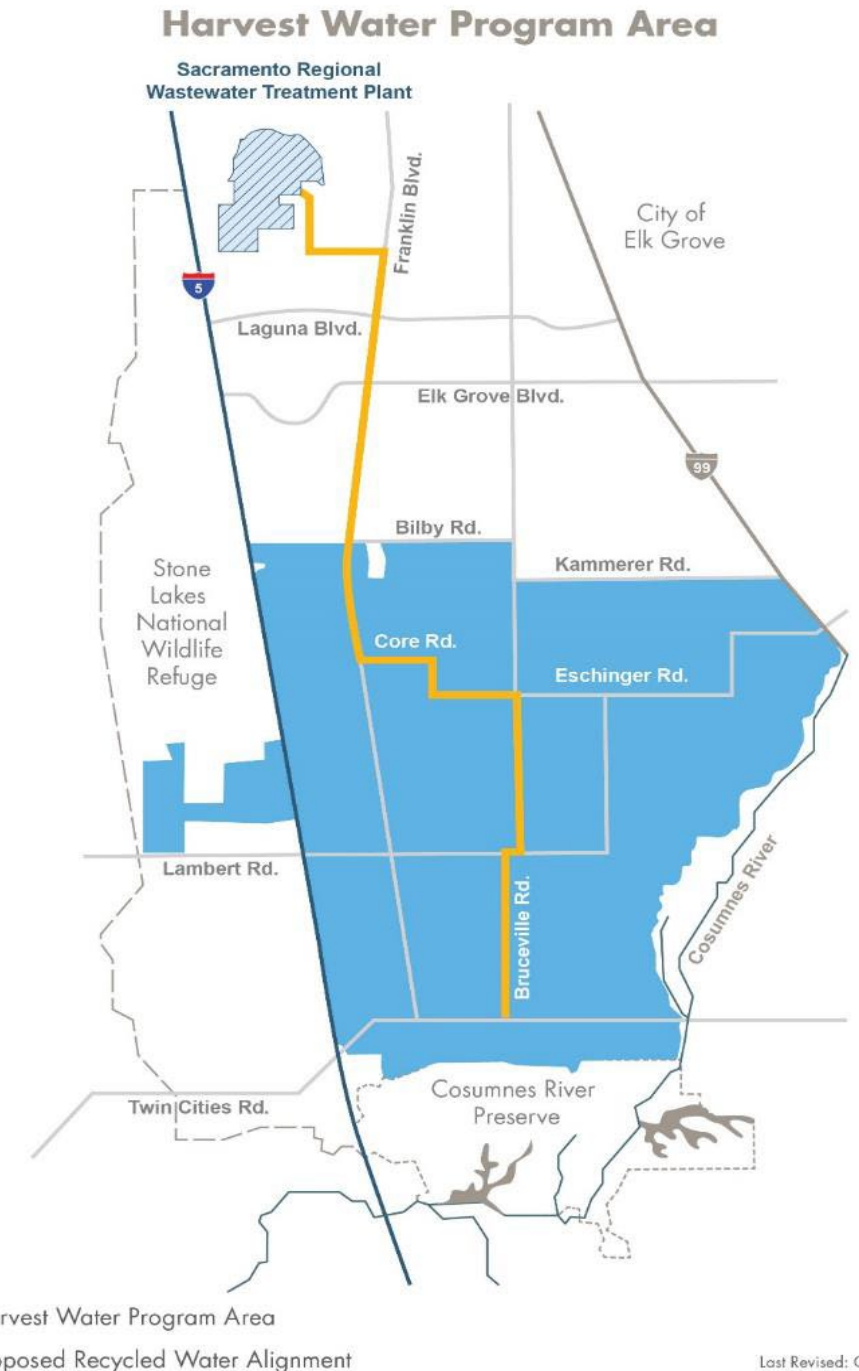 Harvest Water Program Area
Sacramento Regional
Wastewater Treatment Plant
Franklin Blvd.
City of
Elk Grove
5
Laguna Blvd.
Elk Grove Blvd.
99
Bilby Rd.
Kammerer Rd.
Stone
Lakes
National
Wildlife
Refuge
Core Rd.
Eschinger Rd.
Lambert Rd.
Bruceville Rd.
Cosumnes River
Cosumnes River
Preserve
Twin Cities Rd.
rvest Water Program Area
oposed Recycled Water Alignment
Last Revised: